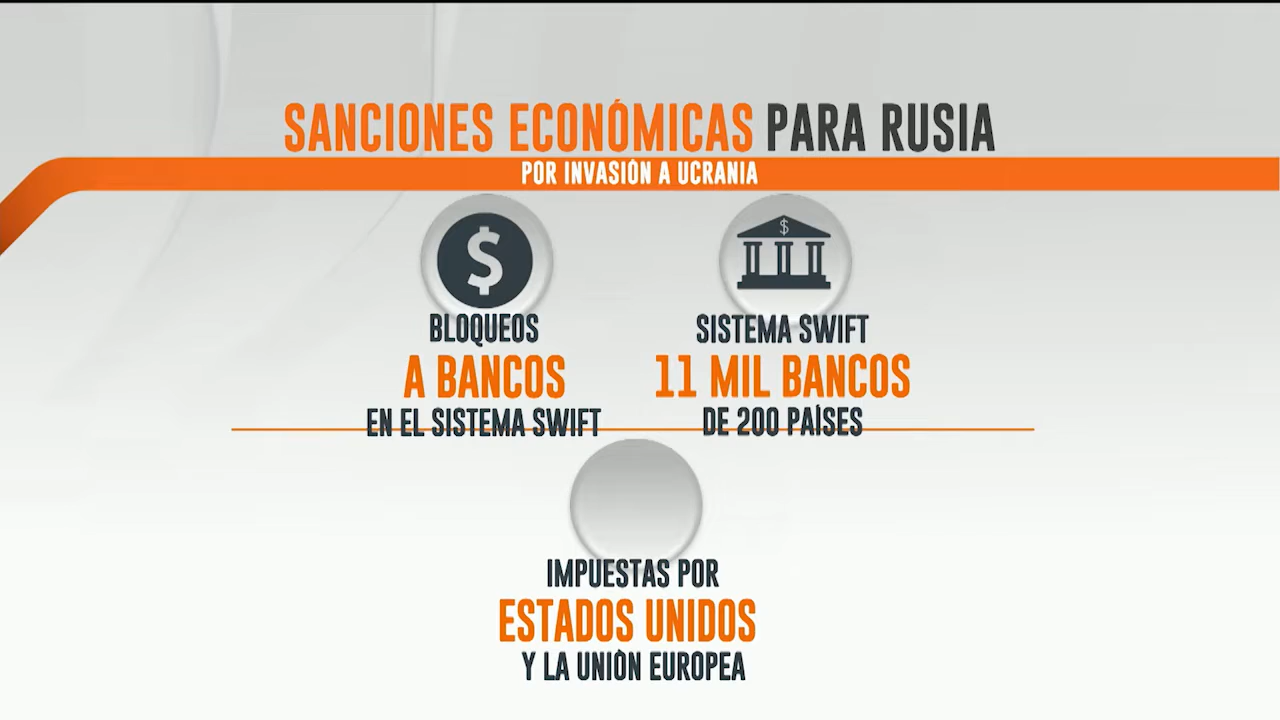 SANCIONES ECONÓMICAS PARA RUSIA
POR INVASIÓN A UCRANIA
$
BLOQUEOS
A BANCOS
EN EL SISTEMA SWIFT
$
SISTEMA SWIFT
11 MIL BANCOS
DE 200 PAÍSES
IMPUESTAS POR
ESTADOS UNIDOS
Y LA UNIÓN EUROPEA